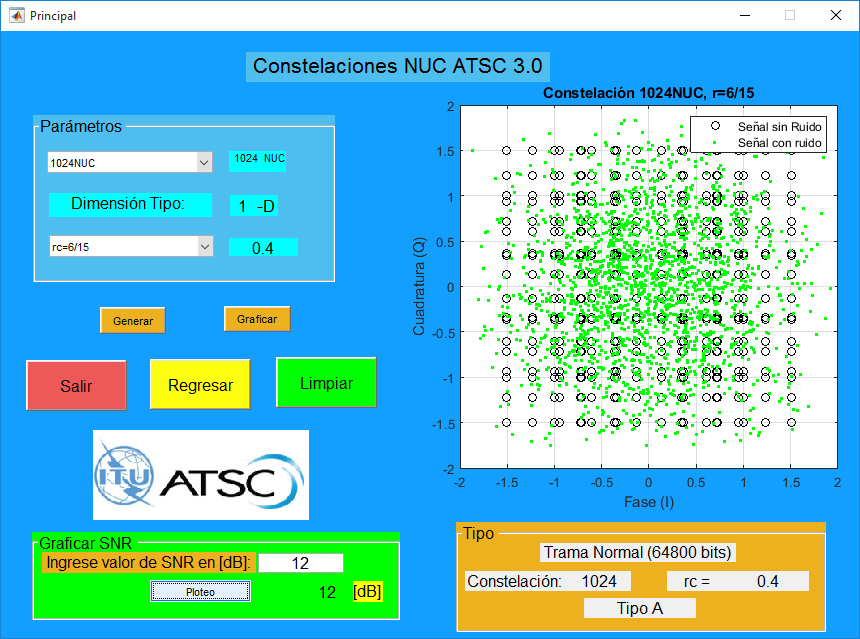 Principal
Constelaciones NUC ATSC 3.0
Parámetros
1024NUC
1024 NUC
Dimensión Tipo:
1 -D
rc=6/15
0.4
Generar
Graficar
Salir
Regresar
Limpiar
ITU
ATSC
Graficar SNR
Ingrese valor de SNR en [dB]:
12
Ploteo
12
[dB]
Constelación 1024NUC, r=6/15
Señal sin Ruido
Señal con ruido
Cuadratura (Q)
2
1.5
1
0.5
0
-0.5
-1
-1.5
-2
-2 -1.5 -1 -0.5 0 0.5 1 1.5 2
Fase (I)
Tipo
Trama Normal (64800 bits)
Constelación: 1024
rc = 0.4
Tipo A